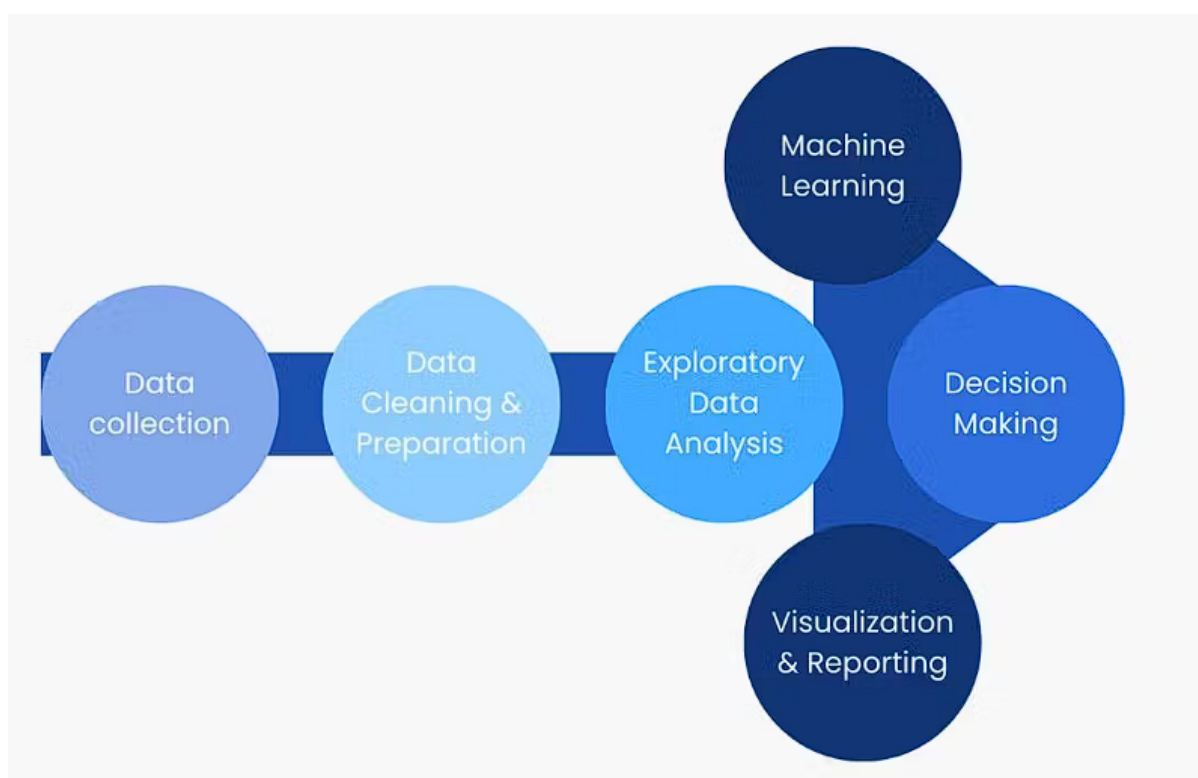 Data
collection
Data
Cleaning &
Preparation
Exploratory
Data
Analysis
Machine
Learning
Decision
Making
Visualization
& Reporting